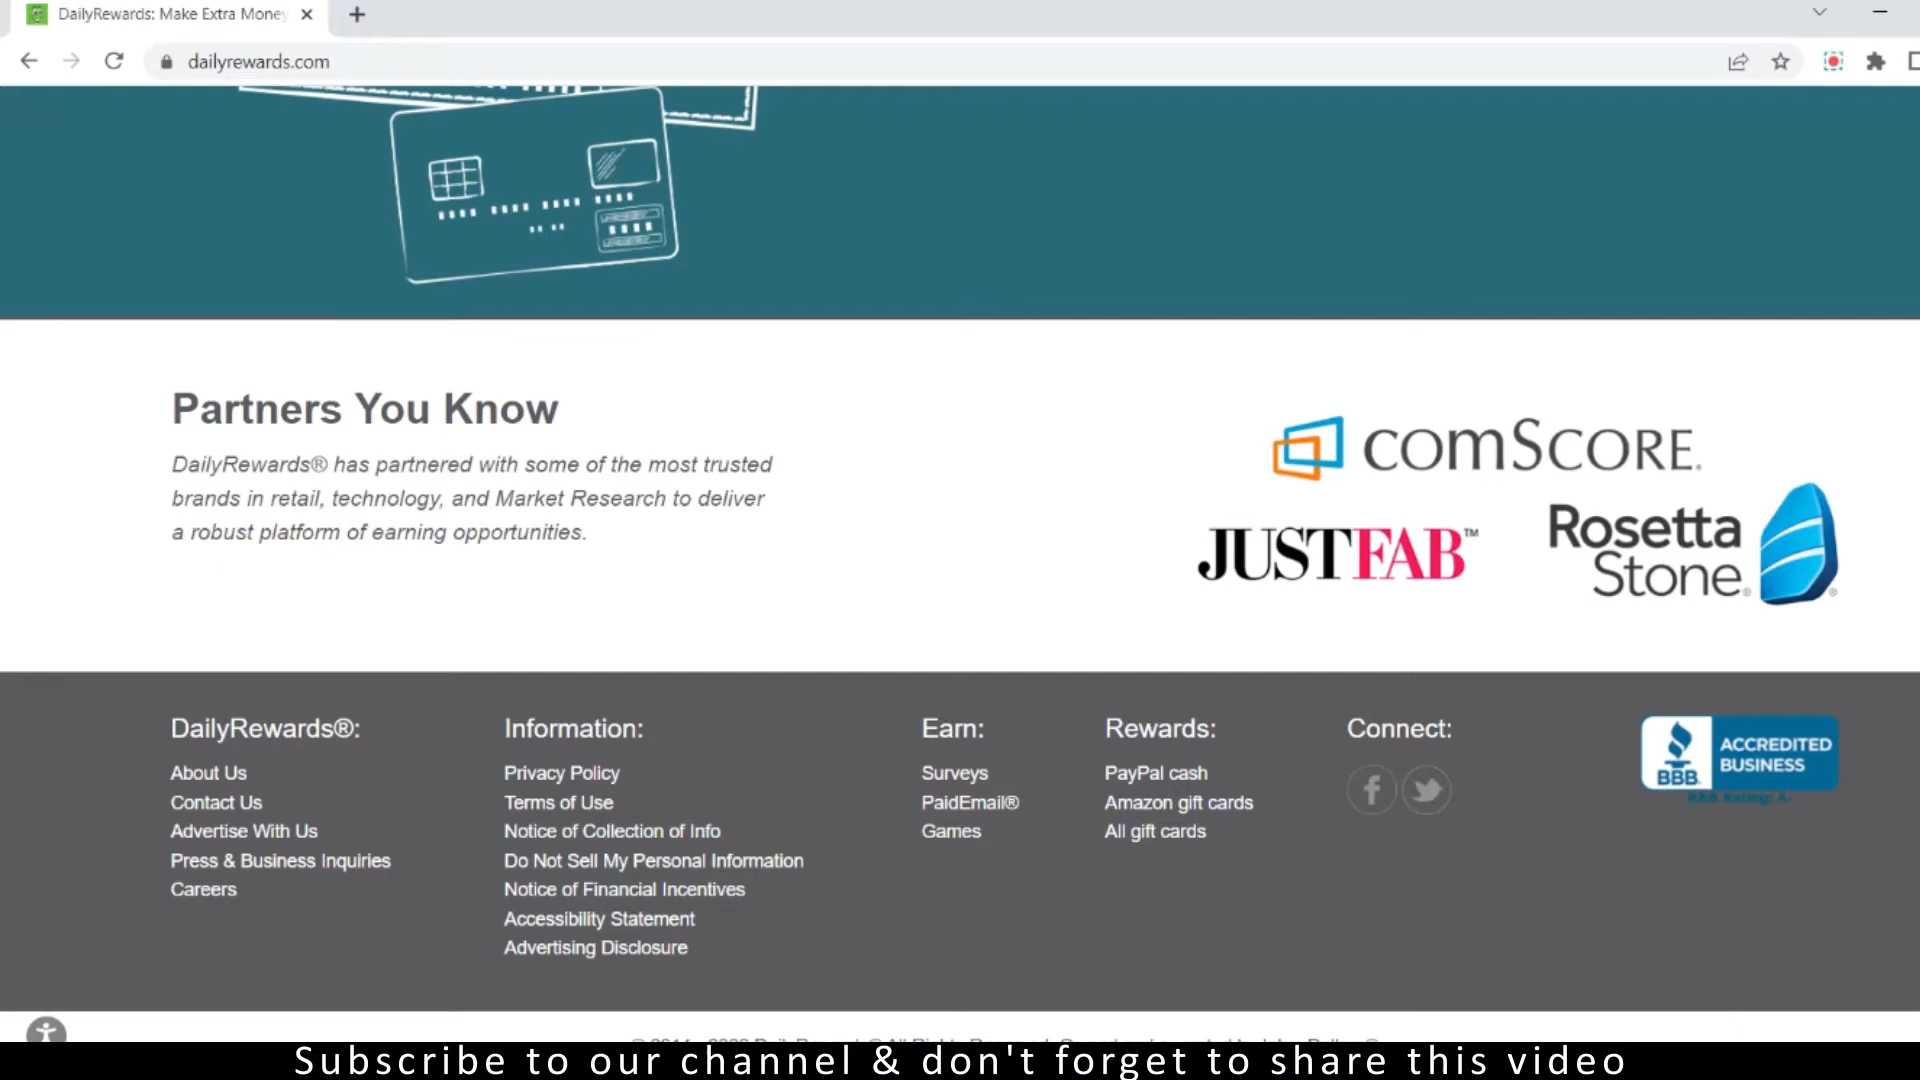 DailyRewards: Make Extra Money
dailyrewards.com
Partners You Know
DailyRewards® has partnered with some of the most trusted
brands in retail, technology, and Market Research to deliver
a robust platform of earning opportunities.
comSCORE.
JUSTFAB™
Rosetta
Stone®
DailyRewards®:
About Us
Contact Us
Advertise With Us
Press & Business Inquiries
Careers
Information:
Privacy Policy
Terms of Use
Notice of Collection of Info
Do Not Sell My Personal Information
Notice of Financial Incentives
Accessibility Statement
Advertising Disclosure
Earn:
Surveys
PaidEmail®
Games
Rewards:
PayPal cash
Amazon gift cards
All gift cards
Connect:
BBB.
ACCREDITED
BUSINESS
BBB Rating: A-
Subscribe to our channel & don't forget to share this video